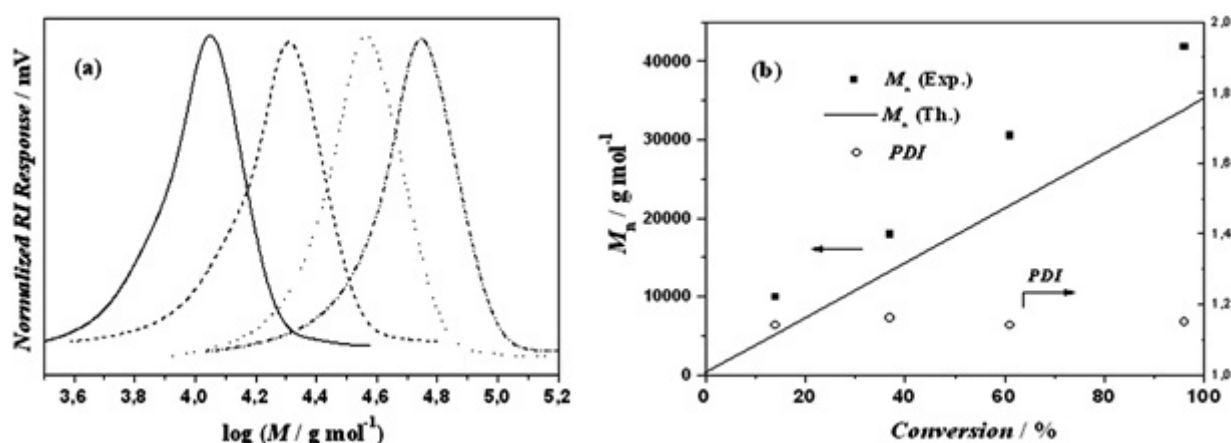 (a)
Normalized RI Response / mV
3,6 3,8 4,0 4,2 4,4 4,6 4,8 5,0 5,2
log (M / g mol⁻¹)
(b)
Mₙ (Exp.)
Mₙ (Th.)
PDI
Mₙ / g mol⁻¹
40000
30000
20000
10000
0
2,0
1,8
1,6
1,4
1,2
1,0
PDI
0 20 40 60 80 100
Conversion / %